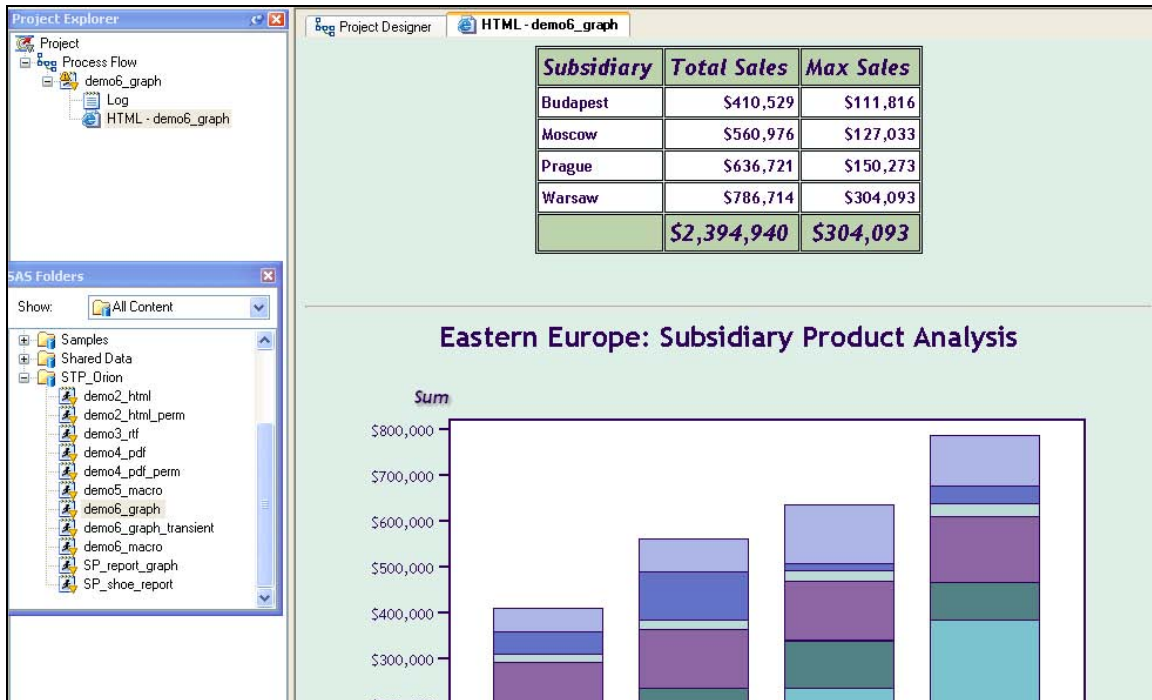 Project Explorer
Project
Process Flow
demo6_graph
Log
HTML - demo6_graph
SAS Folders
Show: All Content
Samples
Shared Data
STP_Orion
demo2_html
demo2_html_perm
demo3_rtf
demo4_pdf
demo4_pdf_perm
demo5_macro
demo6_graph
demo6_graph_transient
demo6_macro
SP_report_graph
SP_shoe_report
Project Designer HTML - demo6_graph
Subsidiary Total Sales Max Sales
Budapest $410,529 $111,816
Moscow $560,976 $127,033
Prague $636,721 $150,273
Warsaw $786,714 $304,093
$2,394,940 $304,093
Eastern Europe: Subsidiary Product Analysis
Sum
$800,000
$700,000
$600,000
$500,000
$400,000
$300,000